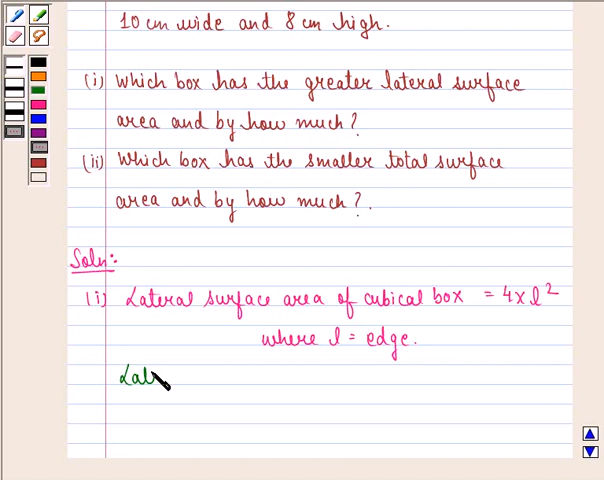 10 cm wide and 8 cm high.
(i) Which box has the greater lateral surface
area and by how much?
(ii) Which box has the smaller total surface
area and by how much?.
Soln:
(i) Lateral surface area of cubical box = 4 x l²
where l = edge.
Lat